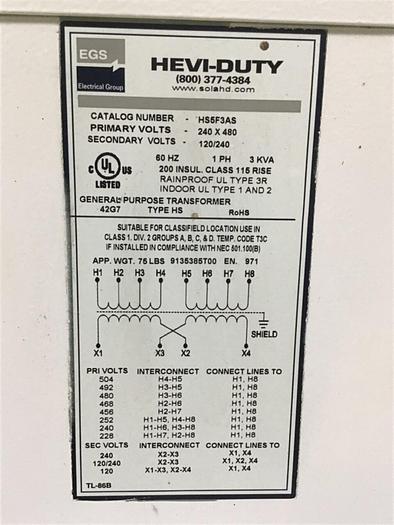 EGS
Electrical Group
HEVI-DUTY
(800) 377-4384
www.solahd.com
CATALOG NUMBER - HS5F3AS
PRIMARY VOLTS - 240 X 480
SECONDARY VOLTS - 120/240
C UL US
LISTED
60 HZ 1 PH 3 KVA
200 INSUL. CLASS 115 RISE
RAINPROOF UL TYPE 3R
INDOOR UL TYPE 1 AND 2
GENERAL PURPOSE TRANSFORMER
42G7 TYPE HS RoHS
SUITABLE FOR CLASSIFIED LOCATION USE IN
CLASS 1. DIV. 2 GROUPS A, B, C, & D. TEMP. CODE T3C
IF INSTALLED IN COMPLIANCE WITH NEC 501.100(B)
APP. WGT. 75 LBS 9135385T00 EN. 971
H1 H2 H3 H4 H5 H6 H7 H8
SHIELD
X1 X3 X2 X4
PRI VOLTS INTERCONNECT CONNECT LINES TO
504 H4-H5 H1, H8
492 H3-H5 H1, H8
480 H3-H6 H1, H8
468 H2-H6 H1, H8
456 H2-H7 H1, H8
252 H1-H5, H4-H8 H1, H8
240 H1-H6, H3-H8 H1, H8
228 H1-H7, H2-H8 H1, H8
SEC VOLTS INTERCONNECT CONNECT LINES TO
240 X2-X3 X1, X4
120/240 X2-X3 X1, X2, X4
120 X1-X3, X2-X4 X1, X4
TL-86B